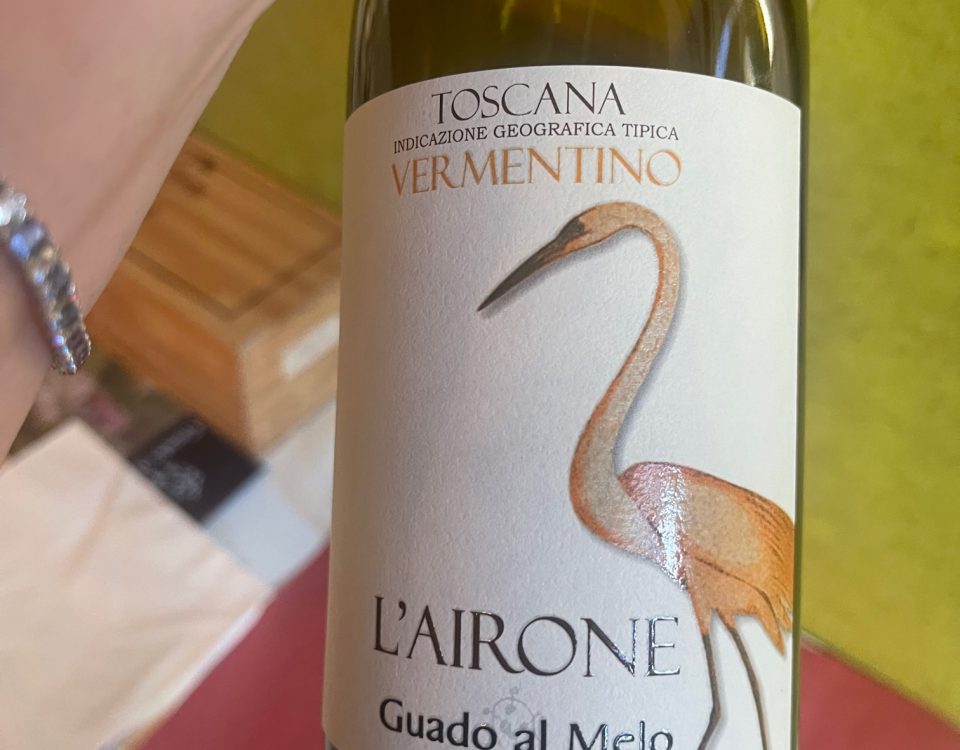 TOSCANA
INDICAZIONE GEOGRAFICA TIPICA
VERMENTINO
L'AIRONE
Guado al Melo